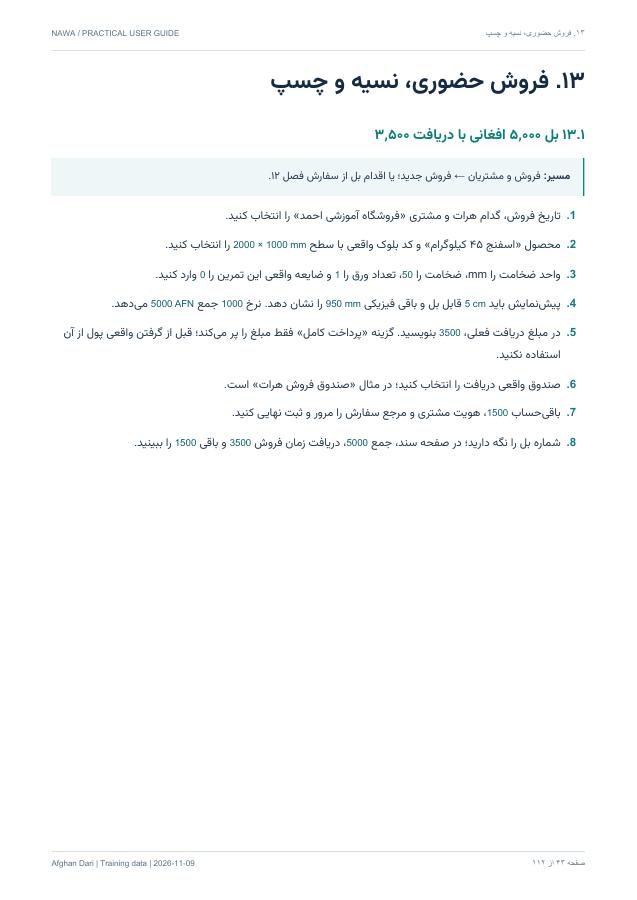 NAWA / PRACTICAL USER GUIDE
۱۳. فروش حضوری، نسیه و چسپ
۱۳. فروش حضوری، نسیه و چسپ
۱۳.۱ بل ۵,۰۰۰ افغانی با دریافت ۳,۵۰۰
مسیر: فروش و مشتریان ← فروش جدید؛ یا اقدام بل از سفارش فصل ۱۲.
1. تاریخ فروش، گدام هرات و مشتری «فروشگاه آموزشی احمد» را انتخاب کنید.
2. محصول «اسفنج ۴۵ کیلوگرام» و کد بلوک واقعی با سطح 2000 × 1000 mm را انتخاب کنید.
3. واحد ضخامت را mm، ضخامت را 50، تعداد ورق را 1 و ضایعه واقعی این تمرین را 0 وارد کنید.
4. پیش‌نمایش باید 5 cm قابل بل و باقی فیزیکی 950 mm را نشان دهد. نرخ 1000 جمع 5000 AFN می‌دهد.
5. در مبلغ دریافت فعلی، 3500 بنویسید. گزینه «پرداخت کامل» فقط مبلغ را پر می‌کند؛ قبل از گرفتن واقعی پول از آن
استفاده نکنید.
6. صندوق واقعی دریافت را انتخاب کنید؛ در مثال «صندوق فروش هرات» است.
7. باقی‌حساب 1500، هویت مشتری و مرجع سفارش را مرور و ثبت نهایی کنید.
8. شماره بل را نگه دارید؛ در صفحه سند، جمع 5000، دریافت زمان فروش 3500 و باقی 1500 را ببینید.
Afghan Dari | Training data | 2026-11-09
صفحه ۴۳ از ۱۱۲